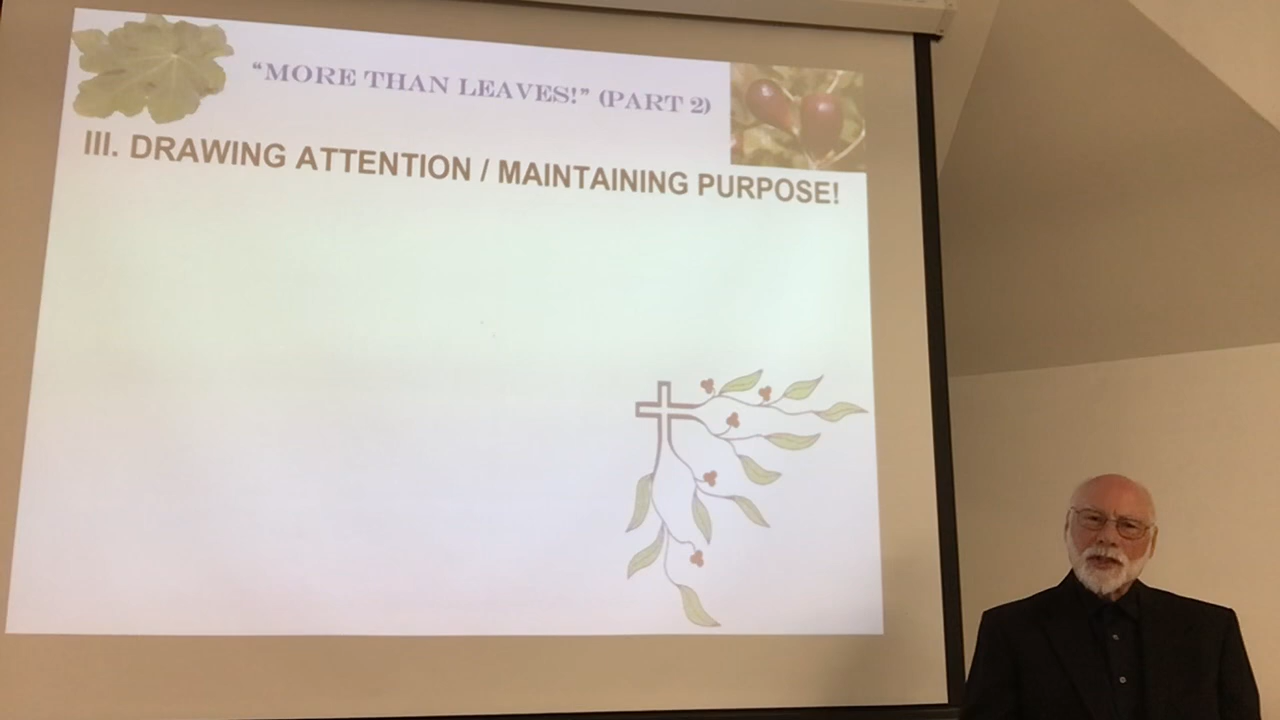 “MORE THAN LEAVES!” (PART 2)
III. DRAWING ATTENTION / MAINTAINING PURPOSE!